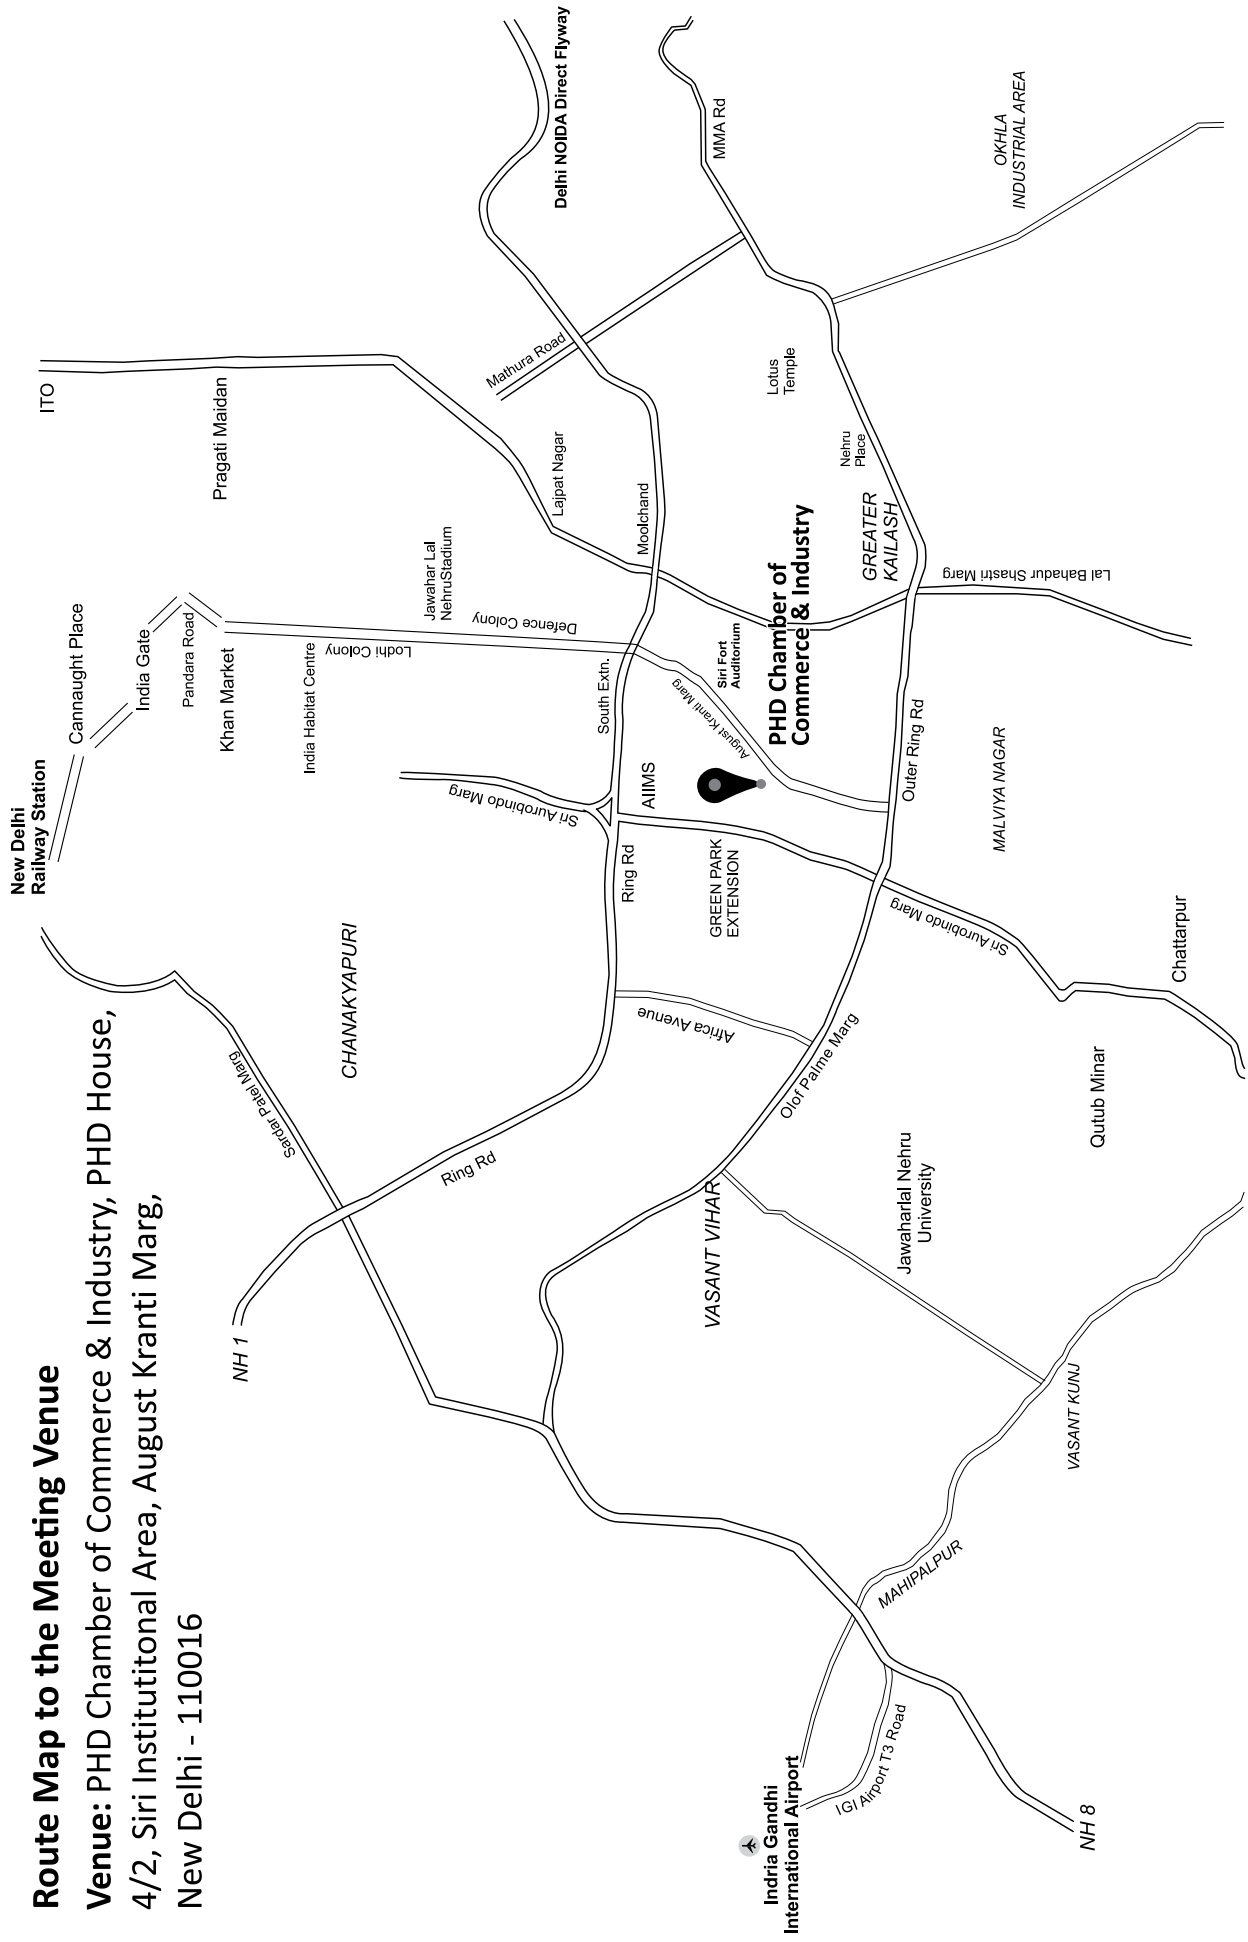 Route Map to the Meeting Venue
Venue: PHD Chamber of Commerce & Industry, PHD House,
4/2, Siri Institutitonal Area, August Kranti Marg,
New Delhi - 110016
New Delhi
Railway Station
Cannaught Place
India Gate
Pandara Road
Khan Market
India Habitat Centre
ITO
Pragati Maidan
Jawahar Lal
NehruStadium
Lodhi Colony
Defence Colony
Lajpat Nagar
Mathura Road
Delhi NOIDA Direct Flyway
MMA Rd
OKHLA
INDUSTRIAL AREA
Lotus
Temple
Nehru
Place
GREATER
KAILASH
Moolchand
South Extn.
Siri Fort
Auditorium
August Kranti Marg
PHD Chamber of
Commerce & Industry
Lal Bahadur Shastri Marg
Outer Ring Rd
MALVIYA NAGAR
AIIMS
Sri Aurobindo Marg
Ring Rd
GREEN PARK
EXTENSION
Sri Aurobindo Marg
Chattarpur
Qutub Minar
CHANAKYAPURI
Sardar Patel Marg
Africa Avenue
Olof Palme Marg
Ring Rd
NH 1
VASANT VIHAR
Jawaharlal Nehru
University
VASANT KUNJ
MAHIPALPUR
IGI Airport T3 Road
Indria Gandhi
International Airport
NH 8